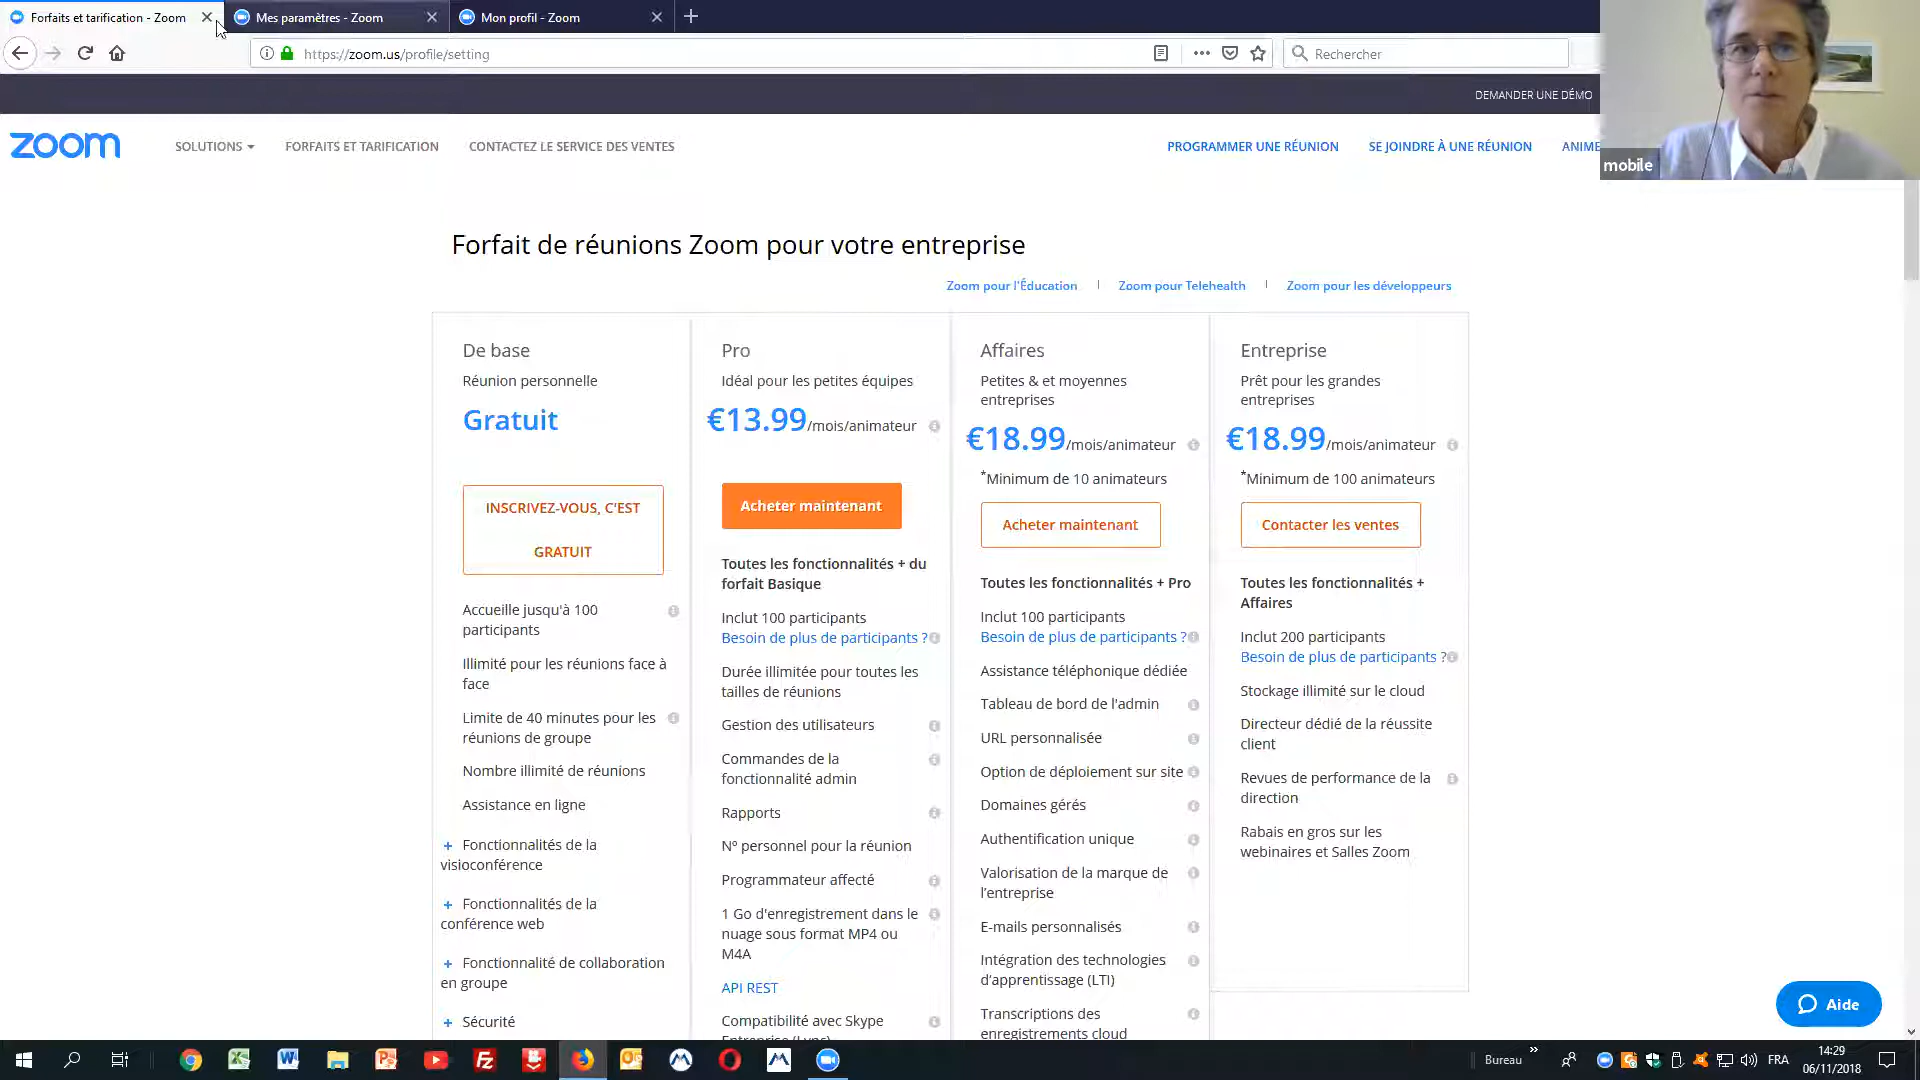 Forfaits et tarification - Zoom
Mes paramètres - Zoom
Mon profil - Zoom
https://zoom.us/profile/setting
Rechercher
DEMANDER UNE DÉMO
zoom
SOLUTIONS
FORFAITS ET TARIFICATION
CONTACTEZ LE SERVICE DES VENTES
PROGRAMMER UNE RÉUNION
SE JOINDRE À UNE RÉUNION
ANIME
mobile
Forfait de réunions Zoom pour votre entreprise
Zoom pour l'Éducation | Zoom pour Telehealth | Zoom pour les développeurs
De base
Réunion personnelle
Gratuit
INSCRIVEZ-VOUS, C'EST
GRATUIT
Accueille jusqu'à 100
participants
Illimité pour les réunions face à
face
Limite de 40 minutes pour les
réunions de groupe
Nombre illimité de réunions
Assistance en ligne
+ Fonctionnalités de la
visioconférence
+ Fonctionnalités de la
conférence web
+ Fonctionnalité de collaboration
en groupe
+ Sécurité
Pro
Idéal pour les petites équipes
€13.99/mois/animateur
Acheter maintenant
Toutes les fonctionnalités + du
forfait Basique
Inclut 100 participants
Besoin de plus de participants ?
Durée illimitée pour toutes les
tailles de réunions
Gestion des utilisateurs
Commandes de la
fonctionnalité admin
Rapports
Nº personnel pour la réunion
Programmateur affecté
1 Go d'enregistrement dans le
nuage sous format MP4 ou
M4A
API REST
Compatibilité avec Skype
Entreprise (Lync)
Affaires
Petites & et moyennes
entreprises
€18.99/mois/animateur
*Minimum de 10 animateurs
Acheter maintenant
Toutes les fonctionnalités + Pro
Inclut 100 participants
Besoin de plus de participants ?
Assistance téléphonique dédiée
Tableau de bord de l'admin
URL personnalisée
Option de déploiement sur site
Domaines gérés
Authentification unique
Valorisation de la marque de
l'entreprise
E-mails personnalisés
Intégration des technologies
d'apprentissage (LTI)
Transcriptions des
enregistrements cloud
Entreprise
Prêt pour les grandes
entreprises
€18.99/mois/animateur
*Minimum de 100 animateurs
Contacter les ventes
Toutes les fonctionnalités +
Affaires
Inclut 200 participants
Besoin de plus de participants ?
Stockage illimité sur le cloud
Directeur dédié de la réussite
client
Revues de performance de la
direction
Rabais en gros sur les
webinaires et Salles Zoom
Aide
Bureau
FRA
14:29
06/11/2018